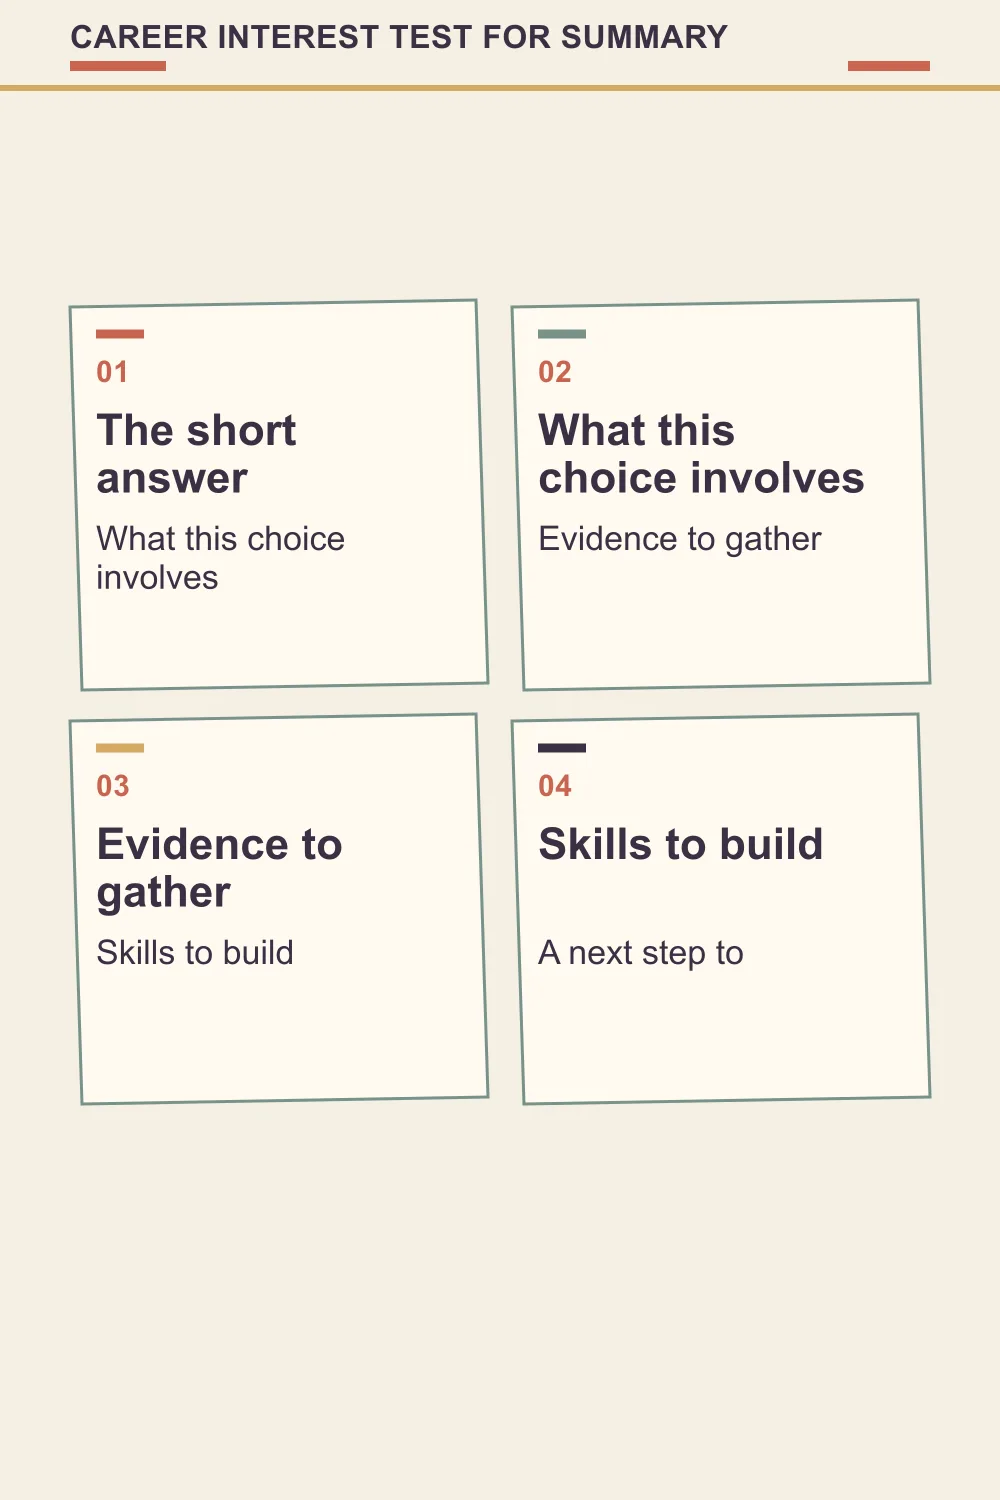 CAREER INTEREST TEST FOR SUMMARY
01
The short
answer
What this choice
involves
02
What this
choice involves
Evidence to gather
03
Evidence to
gather
Skills to build
04
Skills to build
A next step to